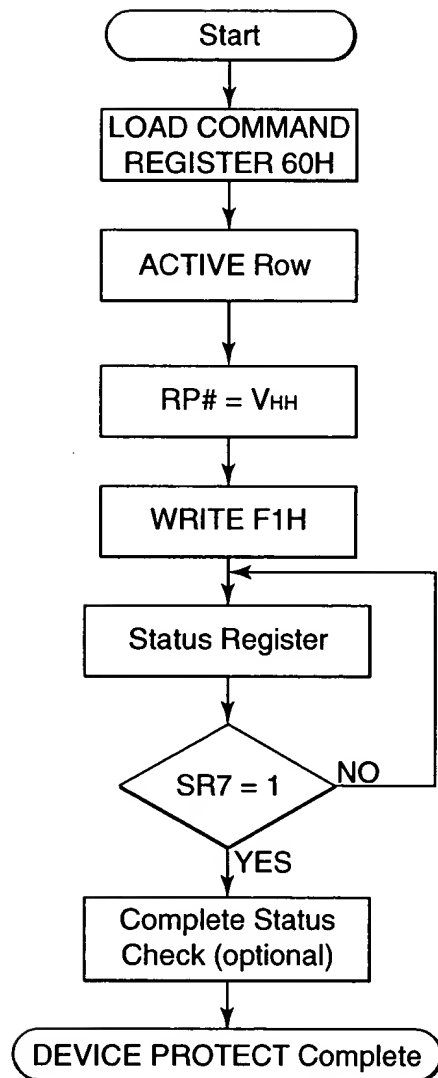 Start
LOAD COMMAND
REGISTER 60H
ACTIVE Row
RP# = VHH
WRITE F1H
Status Register
SR7 = 1
NO
YES
Complete Status
Check (optional)
DEVICE PROTECT Complete